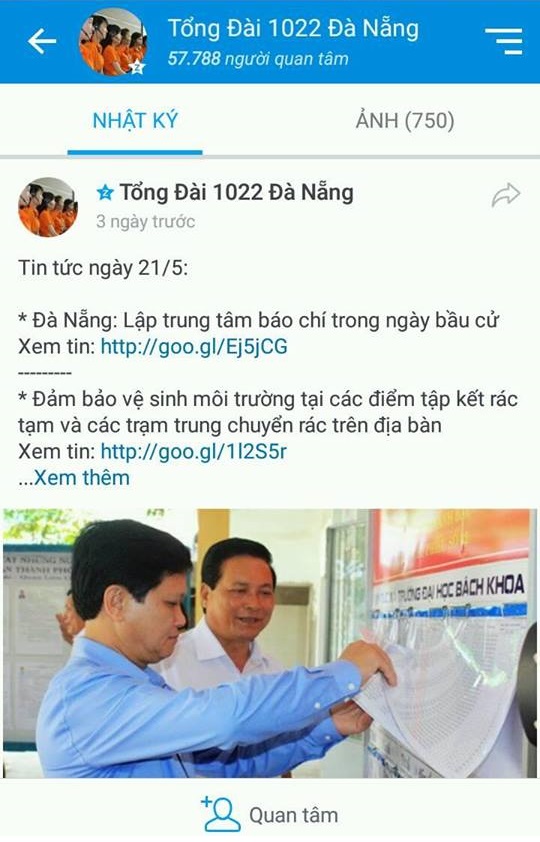 Tổng Đài 1022 Đà Nẵng
57.788 người quan tâm
NHẬT KÝ
ẢNH (750)
Tổng Đài 1022 Đà Nẵng
3 ngày trước
Tin tức ngày 21/5:
* Đà Nẵng: Lập trung tâm báo chí trong ngày bầu cử
Xem tin: http://goo.gl/Ej5jCG
---------
* Đảm bảo vệ sinh môi trường tại các điểm tập kết rác
tạm và các trạm trung chuyển rác trên địa bàn
Xem tin: http://goo.gl/1l2S5r
...Xem thêm
TRƯỜNG ĐẠI HỌC BÁCH KHOA
Quan tâm